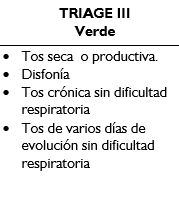 TRIAGE III
Verde
• Tos seca o productiva.
• Disfonía
• Tos crónica sin dificultad
respiratoria
• Tos de varios días de
evolución sin dificultad
respiratoria